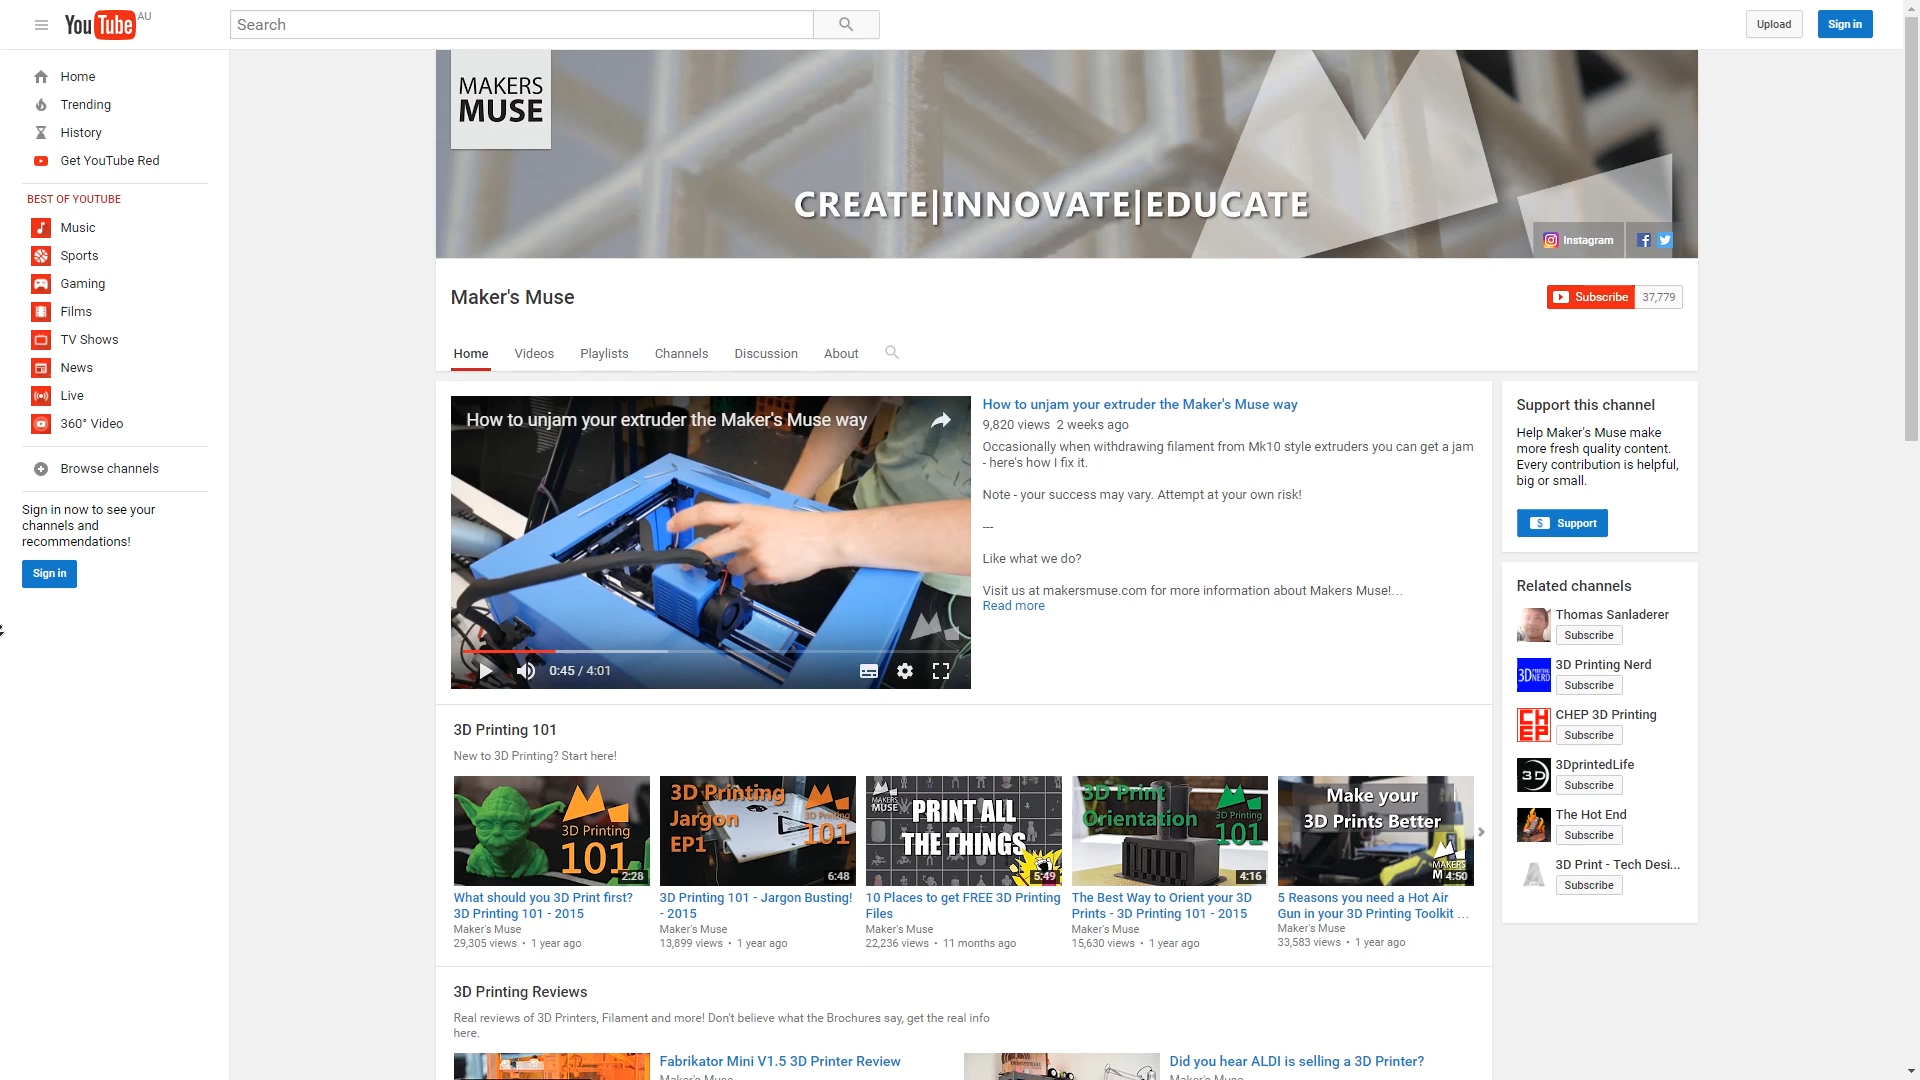 You Tube AU
Search
Upload
Sign in
Home
Trending
History
Get YouTube Red
BEST OF YOUTUBE
Music
Sports
Gaming
Films
TV Shows
News
Live
360° Video
Browse channels
Sign in now to see your
channels and
recommendations!
Sign in
MAKERS
MUSE
CREATE|INNOVATE|EDUCATE
Instagram
Maker's Muse
Subscribe 37,779
Home Videos Playlists Channels Discussion About
How to unjam your extruder the Maker's Muse way
0:45 / 4:01
How to unjam your extruder the Maker's Muse way
9,820 views 2 weeks ago
Occasionally when withdrawing filament from Mk10 style extruders you can get a jam
- here's how I fix it.
Note - your success may vary. Attempt at your own risk!
---
Like what we do?
Visit us at makersmuse.com for more information about Makers Muse!...
Read more
3D Printing 101
New to 3D Printing? Start here!
3D Printing
101
2:28
What should you 3D Print first?
3D Printing 101 - 2015
Maker's Muse
29,305 views • 1 year ago
3D Printing
Jargon
EP1
3D Printing
101
6:48
3D Printing 101 - Jargon Busting!
- 2015
Maker's Muse
13,899 views • 1 year ago
MAKERS
MUSE
PRINT ALL
THE THINGS
5:49
10 Places to get FREE 3D Printing
Files
Maker's Muse
22,236 views • 11 months ago
3D Print
Orientation
3D Printing
101
4:16
The Best Way to Orient your 3D
Prints - 3D Printing 101 - 2015
Maker's Muse
15,630 views • 1 year ago
Make your
3D Prints Better
MAKERS
4:50
5 Reasons you need a Hot Air
Gun in your 3D Printing Toolkit ...
Maker's Muse
33,583 views • 1 year ago
3D Printing Reviews
Real reviews of 3D Printers, Filament and more! Don't believe what the Brochures say, get the real info
here.
Fabrikator Mini V1.5 3D Printer Review
Maker's Muse
Did you hear ALDI is selling a 3D Printer?
Maker's Muse
Support this channel
Help Maker's Muse make
more fresh quality content.
Every contribution is helpful,
big or small.
$ Support
Related channels
Thomas Sanladerer
Subscribe
3D PRINTING NERD
3D Printing Nerd
Subscribe
CHEP
CHEP 3D Printing
Subscribe
3D
3DprintedLife
Subscribe
The Hot End
Subscribe
3D Print - Tech Desi...
Subscribe